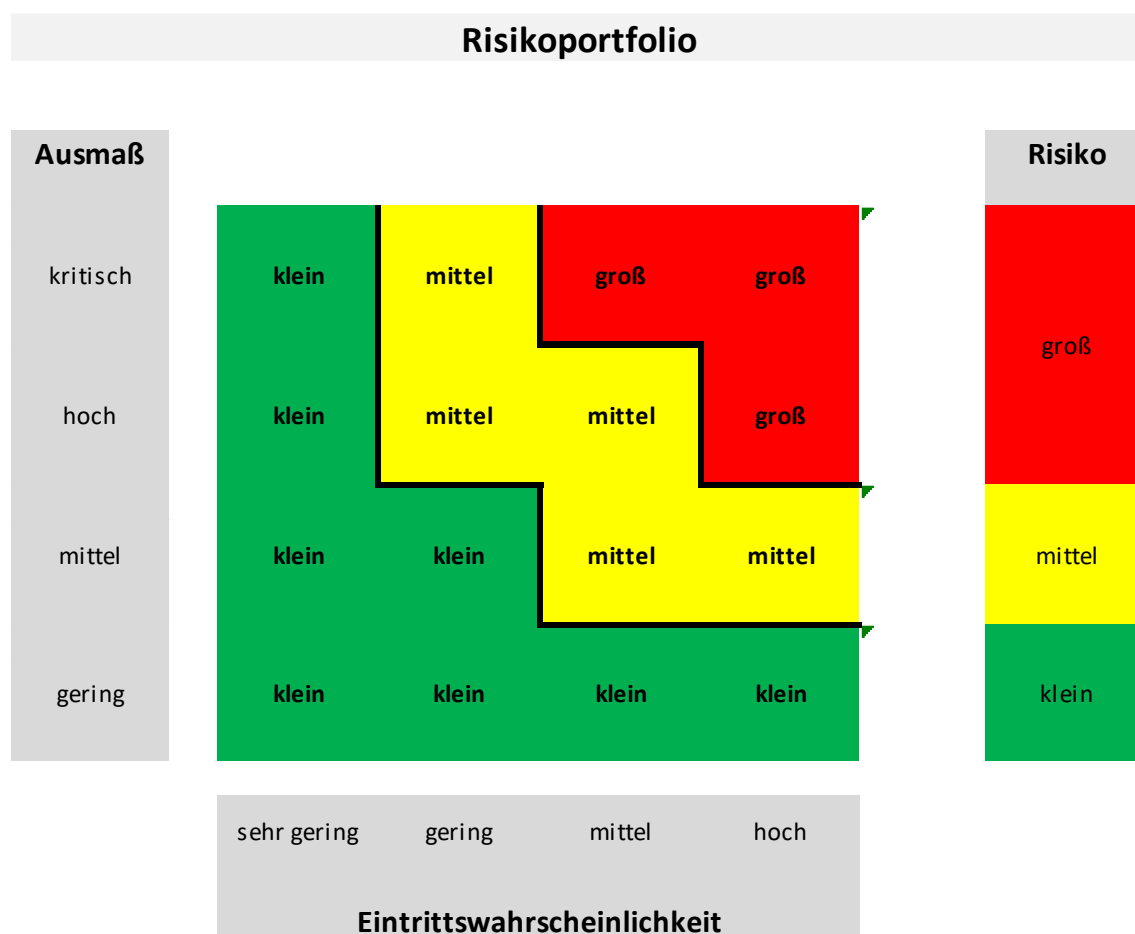 Risikoportfolio
Ausmaß Risiko
kritisch klein mittel groß groß
groß
hoch klein mittel mittel groß
mittel klein klein mittel mittel mittel
gering klein klein klein klein klein
sehr gering gering mittel hoch
Eintrittswahrscheinlichkeit